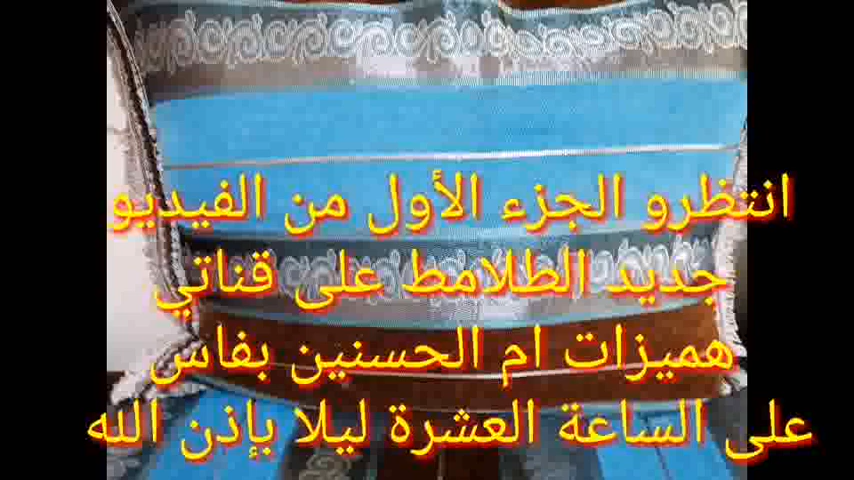 انتظرو الجزء الأول من الفيديو
جديد الطلامط على قناتي
هميزات ام الحسنين بفاس
على الساعة العشرة ليلا بإذن الله